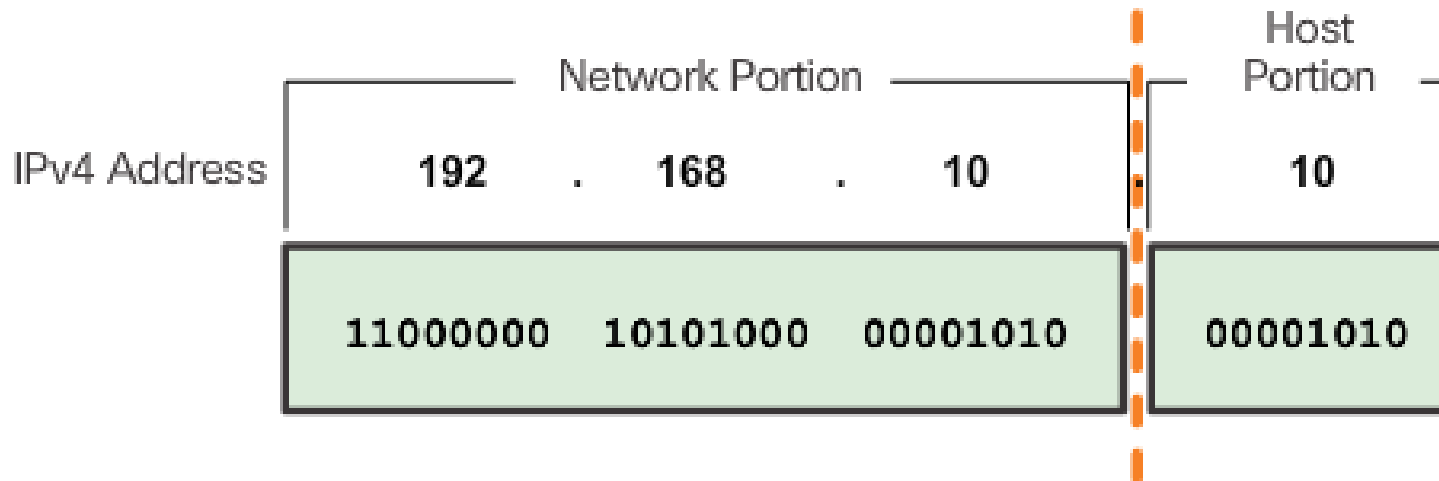 Host
Network Portion Portion
IPv4 Address 192 . 168 . 10 . 10
11000000 10101000 00001010 00001010